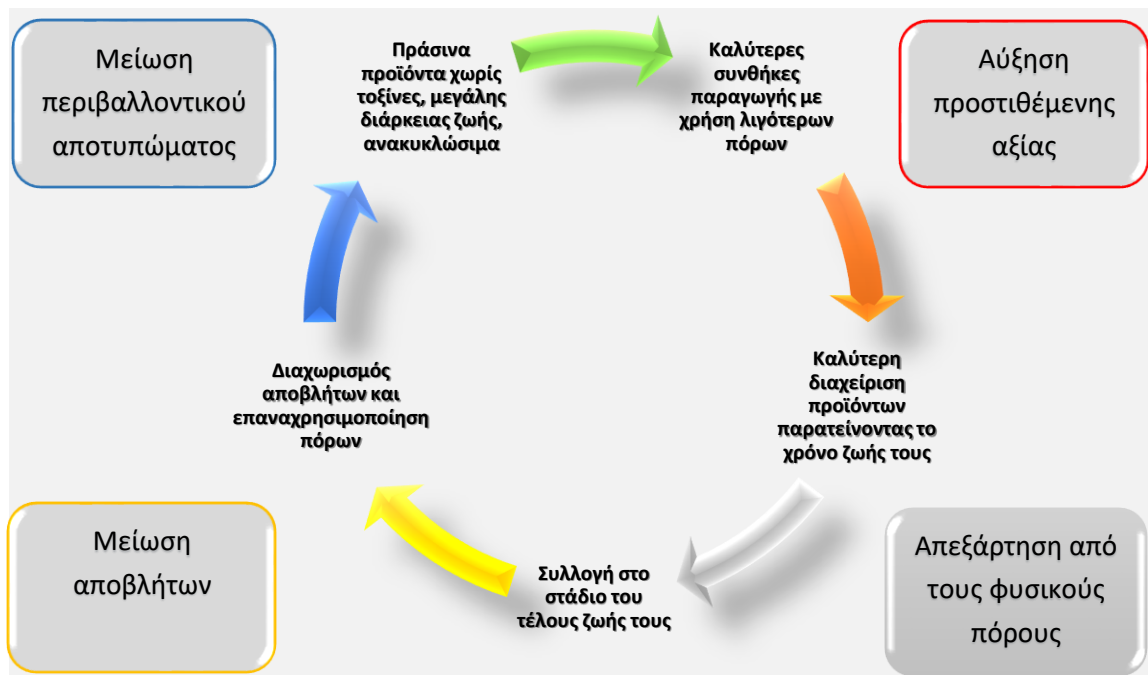 Μείωση
περιβαλλοντικού
αποτυπώματος
Πράσινα
προϊόντα χωρίς
τοξίνες, μεγάλης
διάρκειας ζωής,
ανακυκλώσιμα
Καλύτερες
συνθήκες
παραγωγής με
χρήση λιγότερων
πόρων
Αύξηση
προστιθέμενης
αξίας
Διαχωρισμός
αποβλήτων και
επαναχρησιμοποίηση
πόρων
Καλύτερη
διαχείριση
προϊόντων
παρατείνοντας το
χρόνο ζωής τους
Μείωση
αποβλήτων
Συλλογή στο
στάδιο του
τέλους ζωής τους
Απεξάρτηση από
τους φυσικούς
πόρους